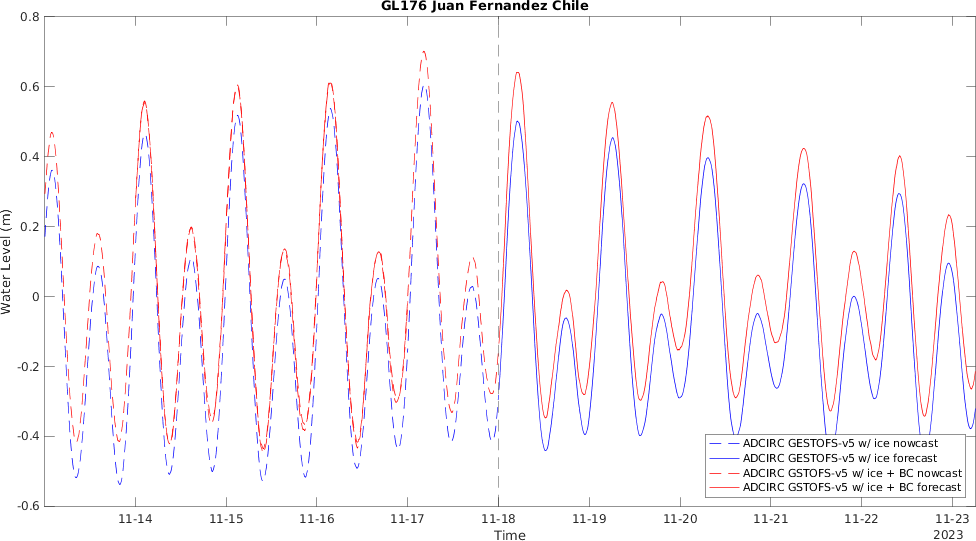 GL176 Juan Fernandez Chile
0.8
0.6
0.4
0.2
0
-0.2
-0.4
-0.6
Water Level (m)
11-14
11-15
11-16
11-17
11-18
11-19
11-20
11-21
11-22
11-23
2023
Time
ADCIRC GESTOFS-v5 w/ ice nowcast
ADCIRC GESTOFS-v5 w/ ice forecast
ADCIRC GSTOFS-v5 w/ ice + BC nowcast
ADCIRC GSTOFS-v5 w/ ice + BC forecast